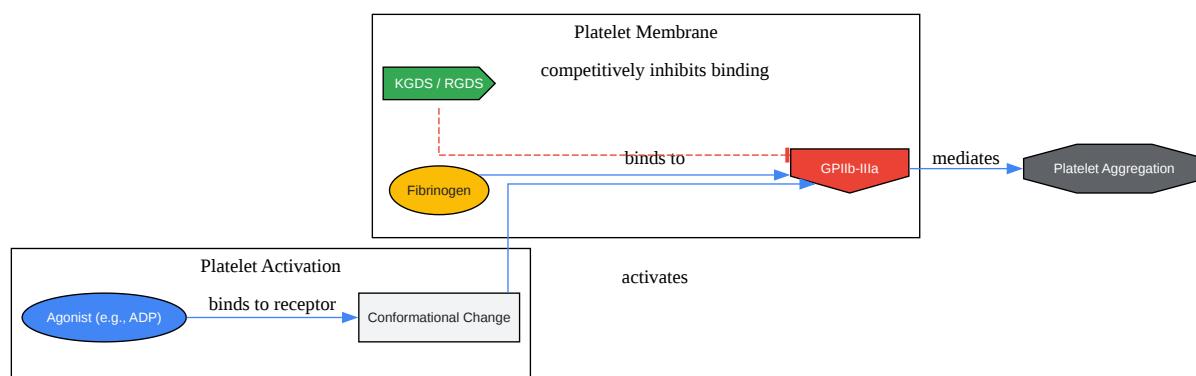 Platelet Membrane
competitively inhibits binding
KGDS / RGDS
binds to
GPIIb-IIIa
mediates
Platelet Aggregation
Fibrinogen
Platelet Activation
activates
binds to receptor
Agonist (e.g., ADP)
Conformational Change